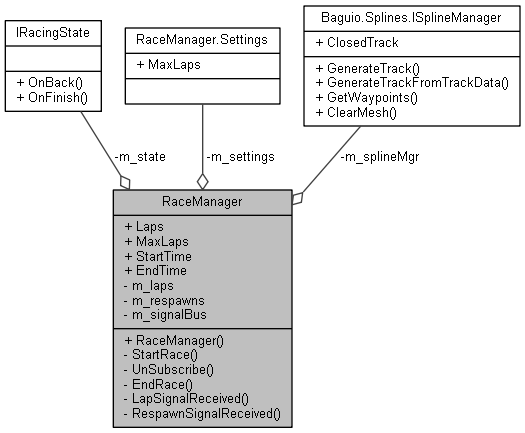 IRacingState
+ OnBack()
+ OnFinish()
RaceManager.Settings
+ MaxLaps
Baguio.Splines.ISplineManager
+ ClosedTrack
+ GenerateTrack()
+ GenerateTrackFromTrackData()
+ GetWaypoints()
+ ClearMesh()
-m_state
-m_settings
-m_splineMgr
RaceManager
+ Laps
+ MaxLaps
+ StartTime
+ EndTime
- m_laps
- m_respawns
- m_signalBus
+ RaceManager()
- StartRace()
- UnSubscribe()
- EndRace()
- LapSignalReceived()
- RespawnSignalReceived()